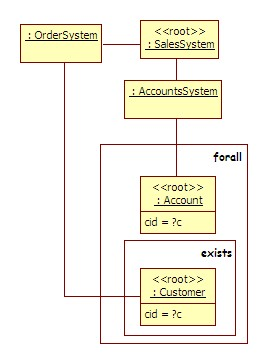 : OrderSystem
<<root>>
: SalesSystem
: AccountsSystem
forall
<<root>>
: Account
cid = ?c
exists
<<root>>
: Customer
cid = ?c